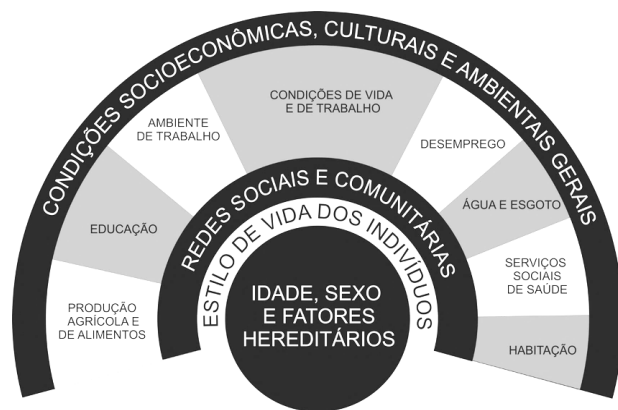 CONDIÇÕES SOCIOECONÔMICAS, CULTURAIS E AMBIENTAIS GERAIS
CONDIÇÕES DE VIDA
E DE TRABALHO
AMBIENTE
DE TRABALHO
DESEMPREGO
EDUCAÇÃO
ÁGUA E ESGOTO
PRODUÇÃO
AGRÍCOLA E
DE ALIMENTOS
SERVIÇOS
SOCIAIS
DE SAÚDE
HABITAÇÃO
REDES SOCIAIS E COMUNITÁRIAS
ESTILO DE VIDA DOS INDIVÍDUOS
IDADE, SEXO
E FATORES
HEREDITÁRIOS